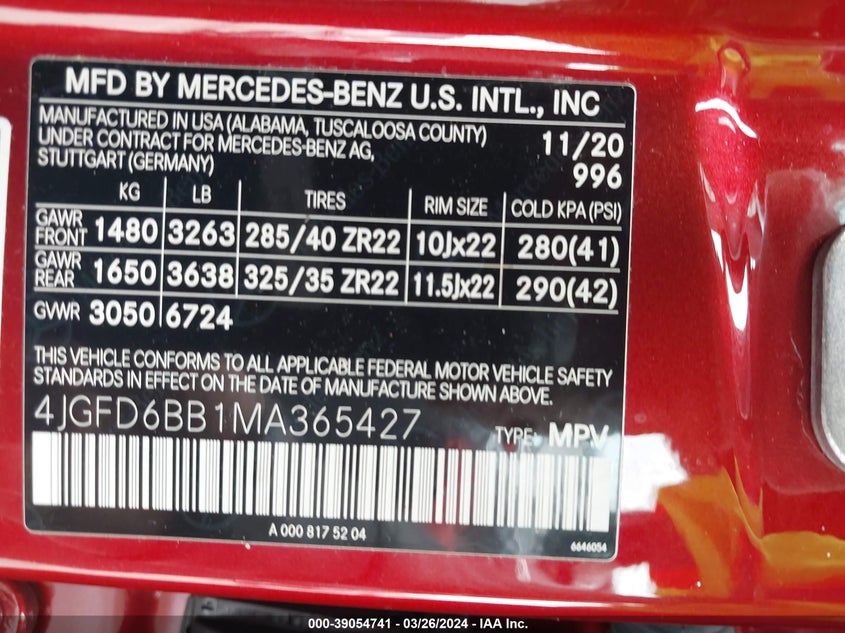 MFD BY MERCEDES-BENZ U.S. INTL., INC
MANUFACTURED IN USA (ALABAMA, TUSCALOOSA COUNTY)
UNDER CONTRACT FOR MERCEDES-BENZ AG,
STUTTGART (GERMANY)
11/20
996
KG LB TIRES RIM SIZE COLD KPA (PSI)
GAWR FRONT 1480 3263 285/40 ZR22 10Jx22 280(41)
GAWR REAR 1650 3638 325/35 ZR22 11.5Jx22 290(42)
GVWR 3050 6724
THIS VEHICLE CONFORMS TO ALL APPLICABLE FEDERAL MOTOR VEHICLE SAFETY
STANDARDS IN EFFECT ON THE DATE OF MANUFACTURE SHOWN ABOVE.
4JGFD6BB1MA365427 TYPE: MPV
A 000 817 52 04
6646054
000-39054741 — 03/26/2024 — IAA Inc.